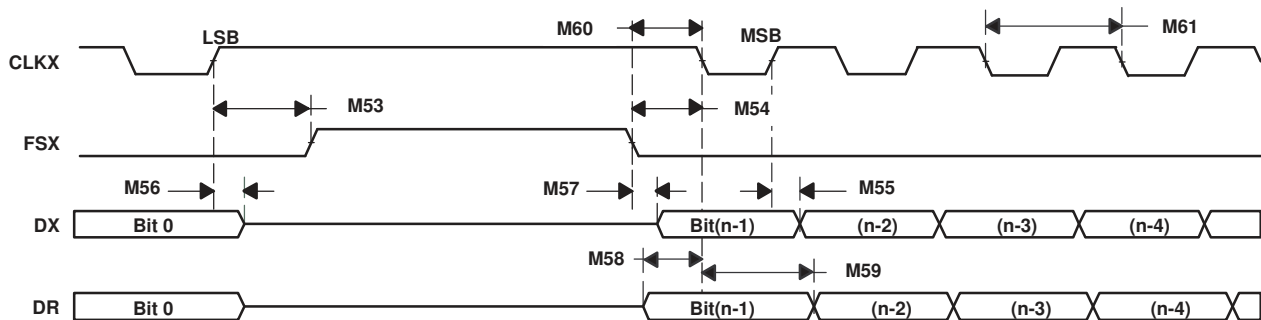 M60
M61
LSB
MSB
CLKX
M53
M54
FSX
M56
M57
M55
DX
Bit 0
Bit(n-1)
(n-2)
(n-3)
(n-4)
M58
M59
DR
Bit 0
Bit(n-1)
(n-2)
(n-3)
(n-4)